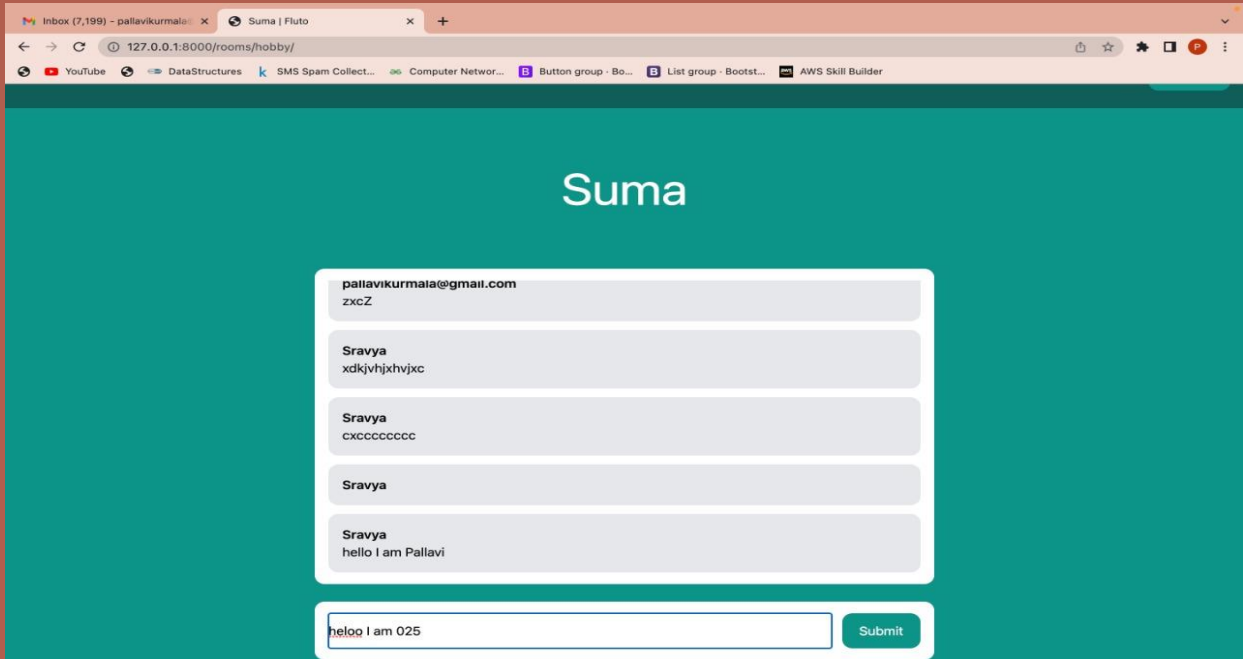 Inbox (7,199) - pallavikurmala
Suma | Fluto
127.0.0.1:8000/rooms/hobby/
P
YouTube
DataStructures
SMS Spam Collect...
Computer Networ...
B Button group · Bo...
B List group · Bootst...
AWS Skill Builder
Suma
pallavikurmala@gmail.com
zxcZ
Sravya
xdkjvhjxhvjxc
Sravya
cxcccccccc
Sravya
Sravya
hello I am Pallavi
heloo I am 025
Submit